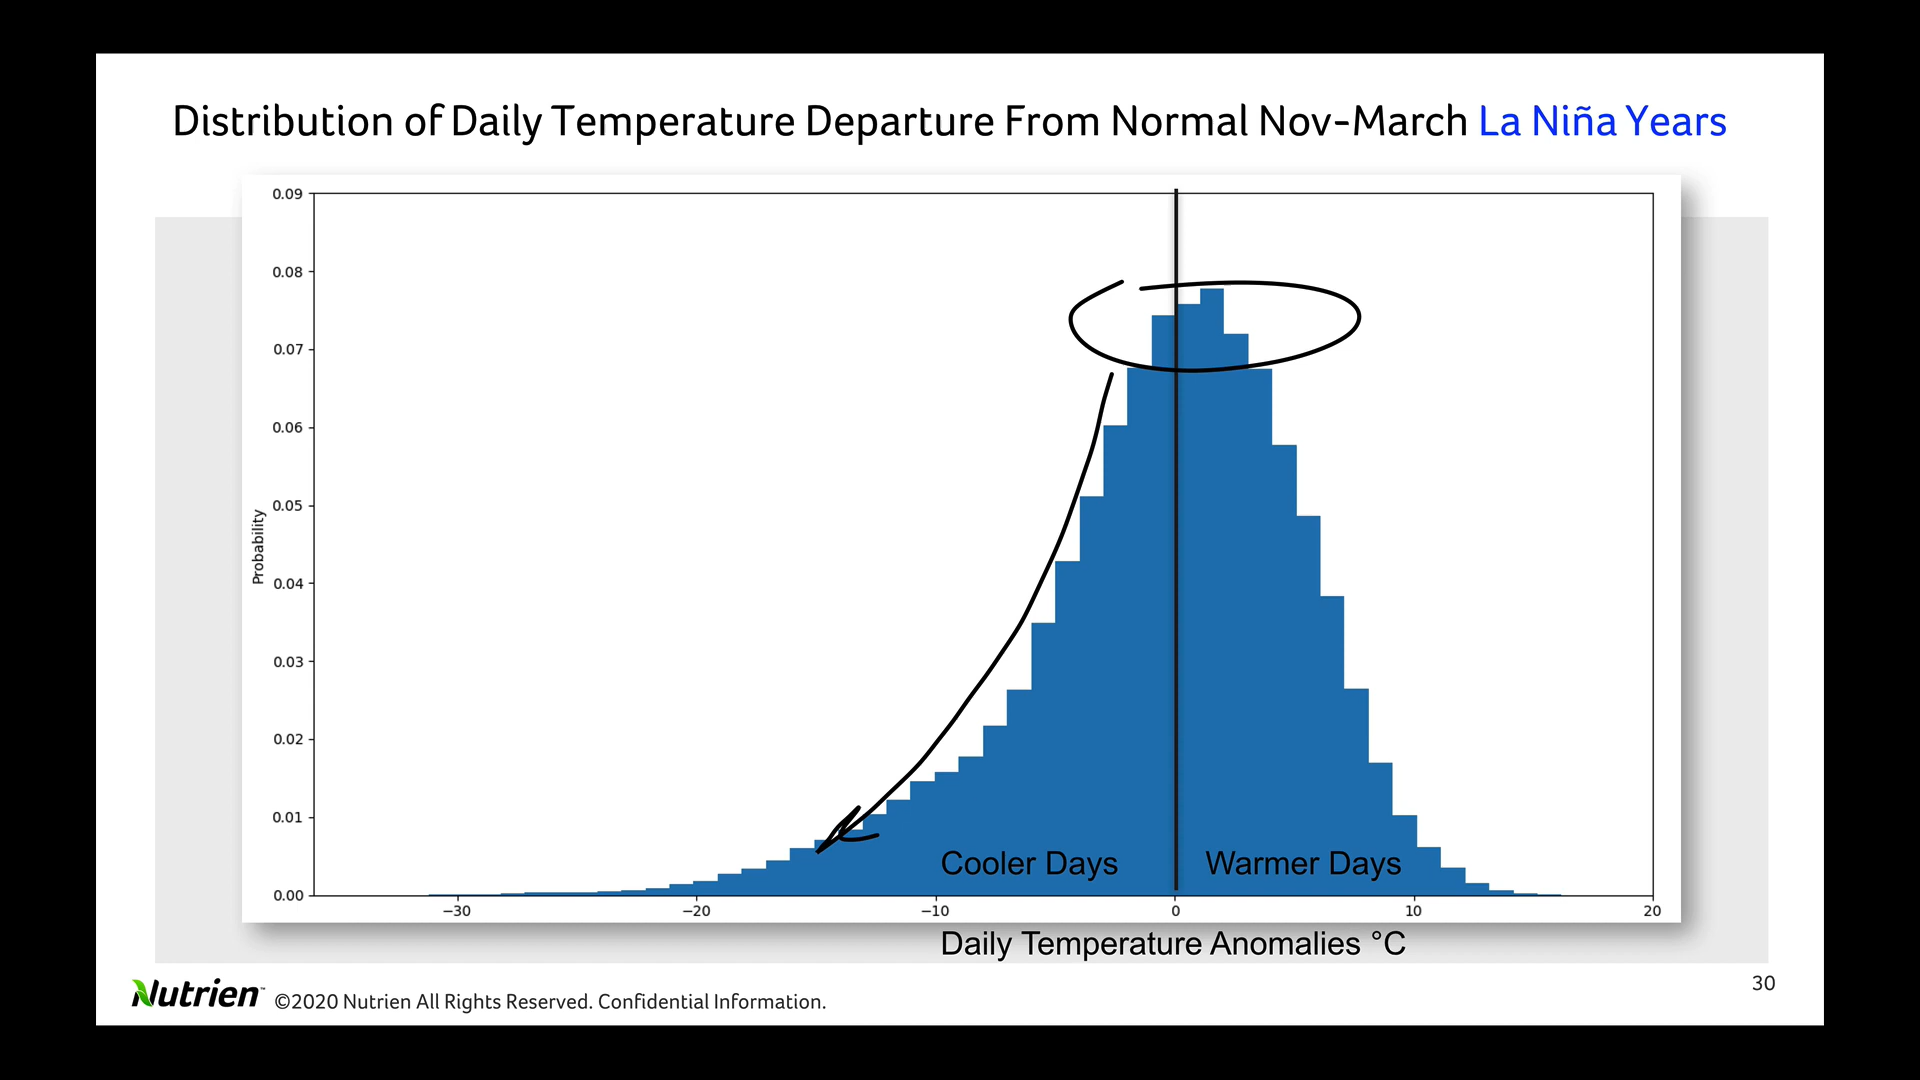 Distribution of Daily Temperature Departure From Normal Nov-March La Niña Years
0.09
0.08
0.07
0.06
0.05
0.04
0.03
0.02
0.01
0.00
Probability
Cooler Days
Warmer Days
−30
−20
−10
0
10
20
Daily Temperature Anomalies °C
30
Nutrien™ ©2020 Nutrien All Rights Reserved. Confidential Information.